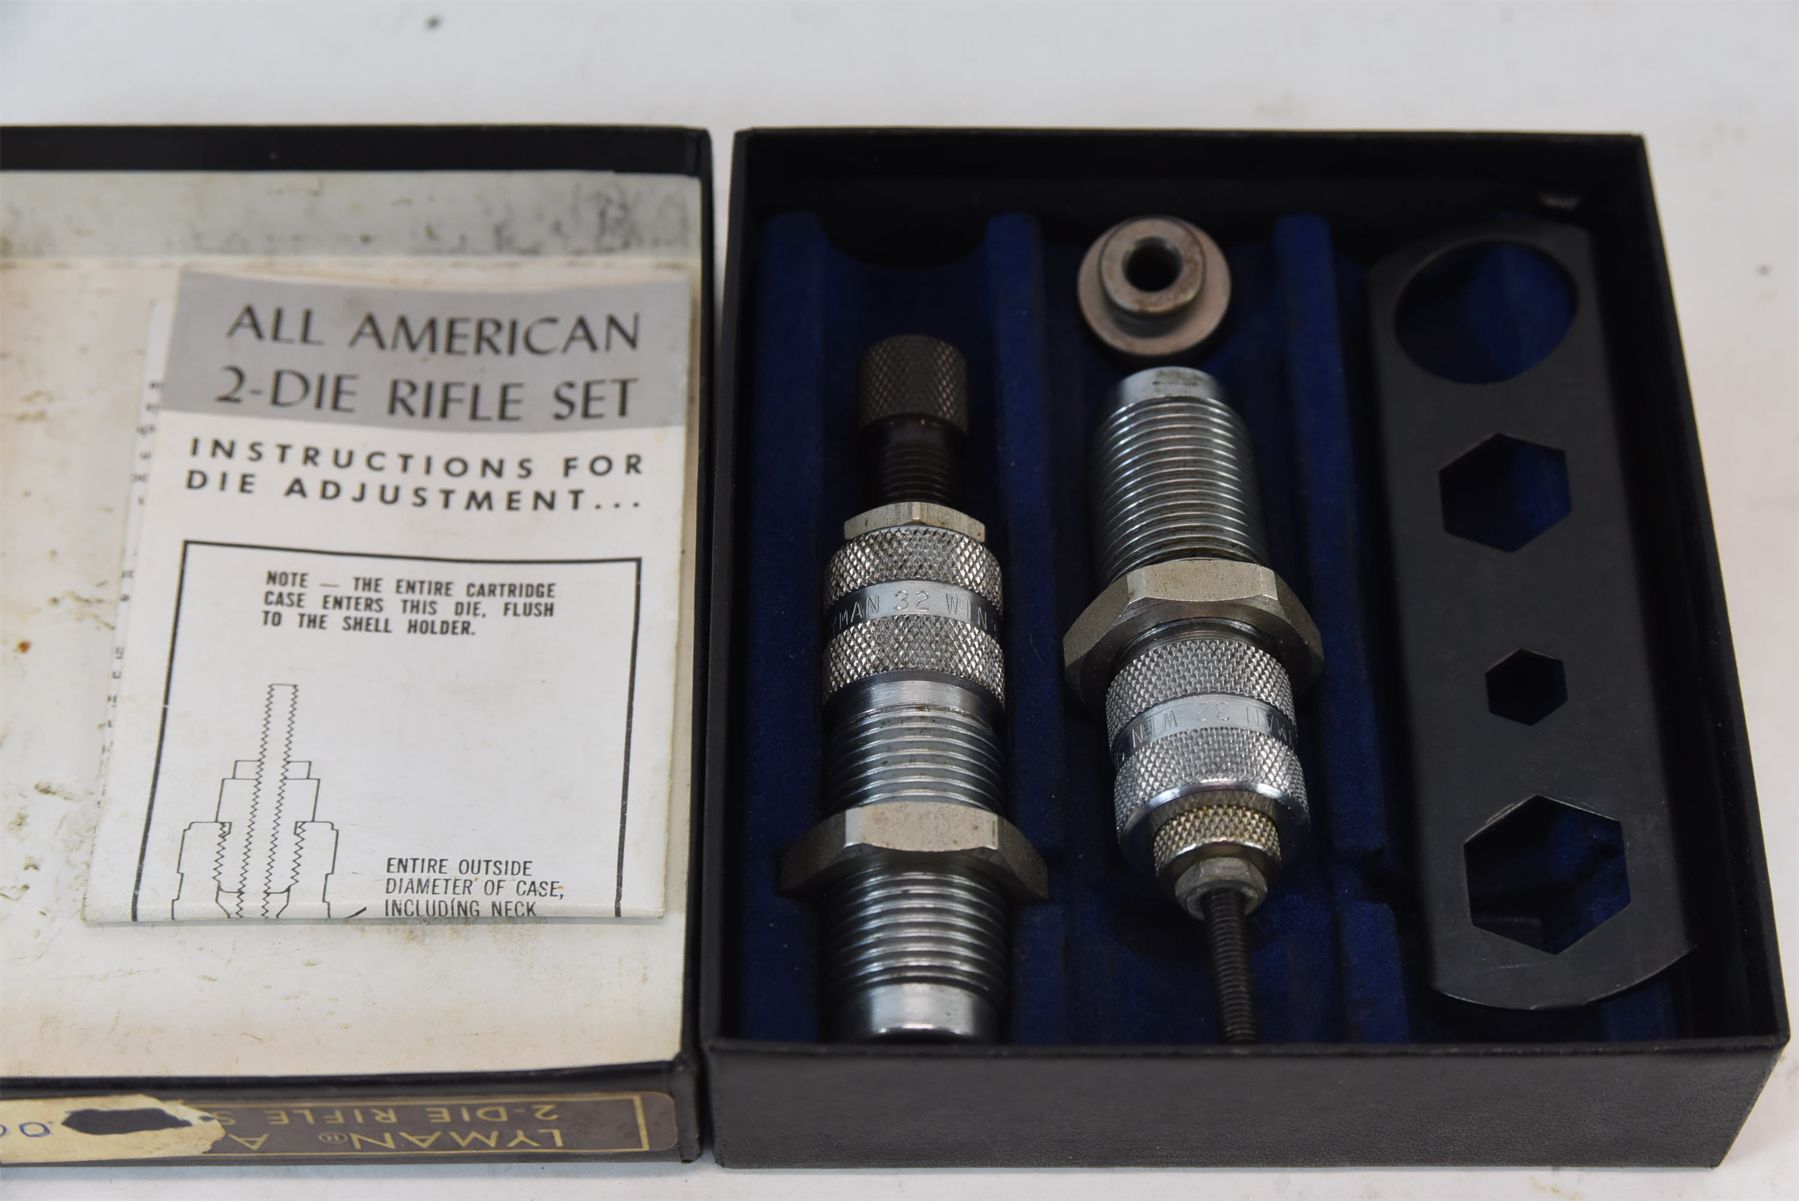 ALL AMERICAN
2-DIE RIFLE SET
INSTRUCTIONS FOR
DIE ADJUSTMENT...
NOTE — THE ENTIRE CARTRIDGE
CASE ENTERS THIS DIE, FLUSH
TO THE SHELL HOLDER.
ENTIRE OUTSIDE
DIAMETER OF CASE,
INCLUDING NECK
YMAN 32 WIN
MAN 32 WIN
LYMAN® A
2-DIE RIFLE S